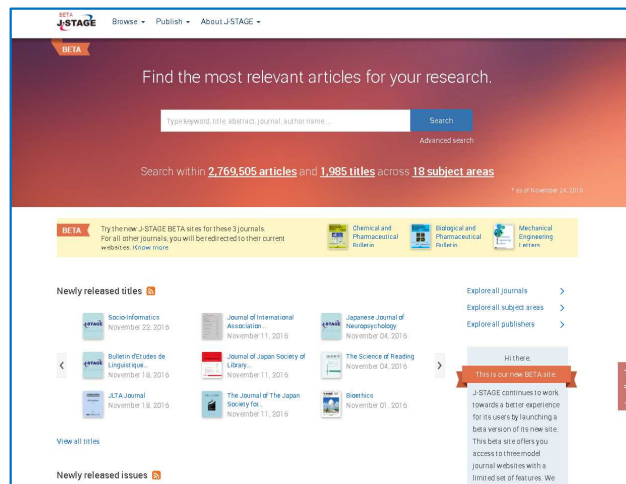 BETA
J-STAGE
Browse
Publish
About J-STAGE
BETA
Find the most relevant articles for your research.
Type keyword, title, abstract, journal, author name...
Search
Advanced search
Search within 2,769,505 articles and 1,985 titles across 18 subject areas
* as of November 24, 2016
BETA
Try the new J-STAGE BETA sites for these 3 journals.
For all other journals, you will be redirected to their current
websites. Know more
Chemical and
Pharmaceutical
Bulletin
Biological and
Pharmaceutical
Bulletin
Mechanical
Engineering
Letters
Newly released titles
Socio-Informatics
November 22, 2016
Journal of International
Association...
November 11, 2016
Japanese Journal of
Neuropsychology
November 04, 2016
Bulletin d'Etudes de
Linguistique...
November 18, 2016
Journal of Japan Society of
Library...
November 11, 2016
The Science of Reading
November 04, 2016
JLTA Journal
November 18, 2016
The Journal of The Japan
Society for...
November 11, 2016
Bioethics
November 01, 2016
View all titles
Newly released issues
Explore all journals
Explore all subject areas
Explore all publishers
Hi there.
This is our new BETA site.
J-STAGE continues to work
towards a better experience
for its users by launching a
beta version of its new site.
This beta site offers you
access to three model
journal websites with a
limited set of features. We